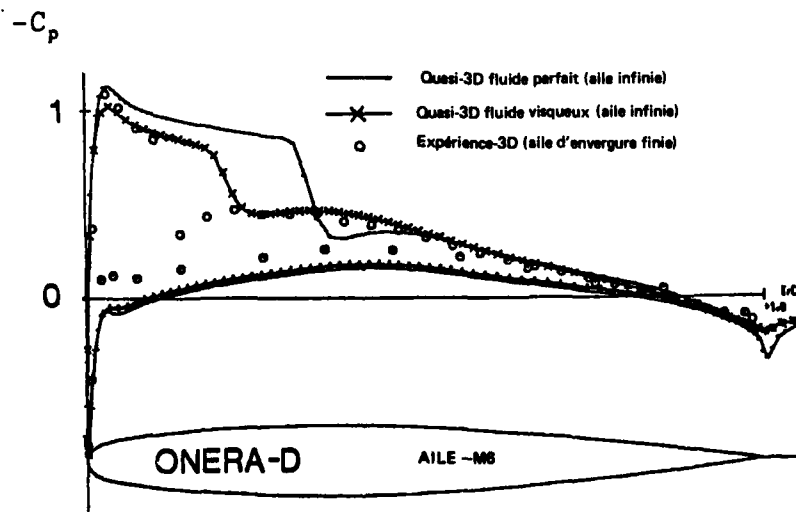 -Cp
Quasi-3D fluide parfait (aile infinie)
1
Quasi-3D fluide visqueux (aile infinie)
Expérience-3D (aile d'envergure finie)
0
ONERA-D
AILE -M6